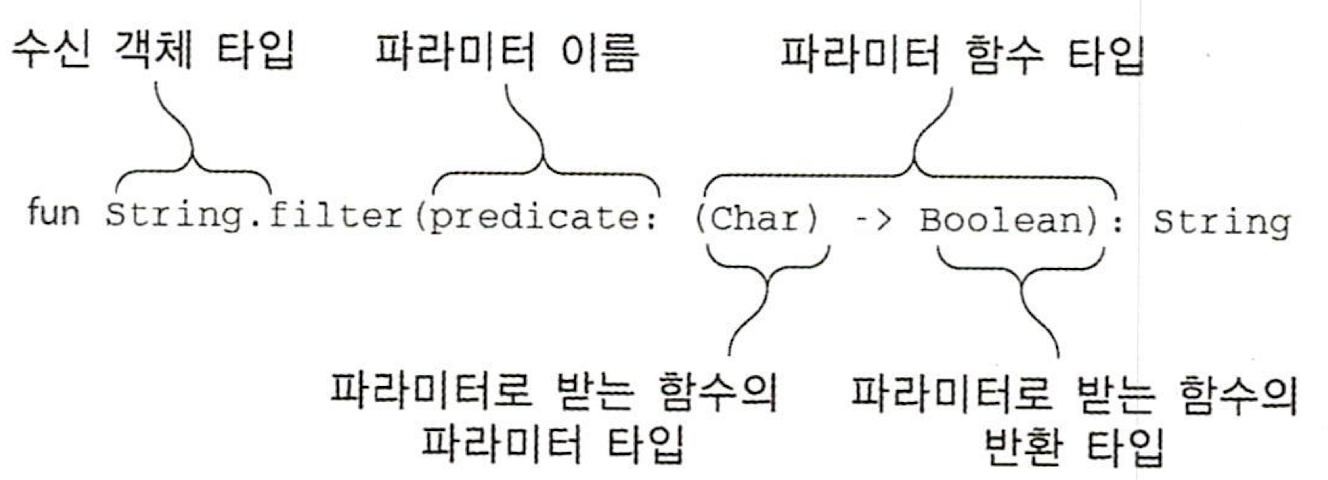 수신 객체 타입 파라미터 이름 파라미터 함수 타입
fun String.filter(predicate: (Char) -> Boolean): String
파라미터로 받는 함수의 파라미터로 받는 함수의
파라미터 타입 반환 타입